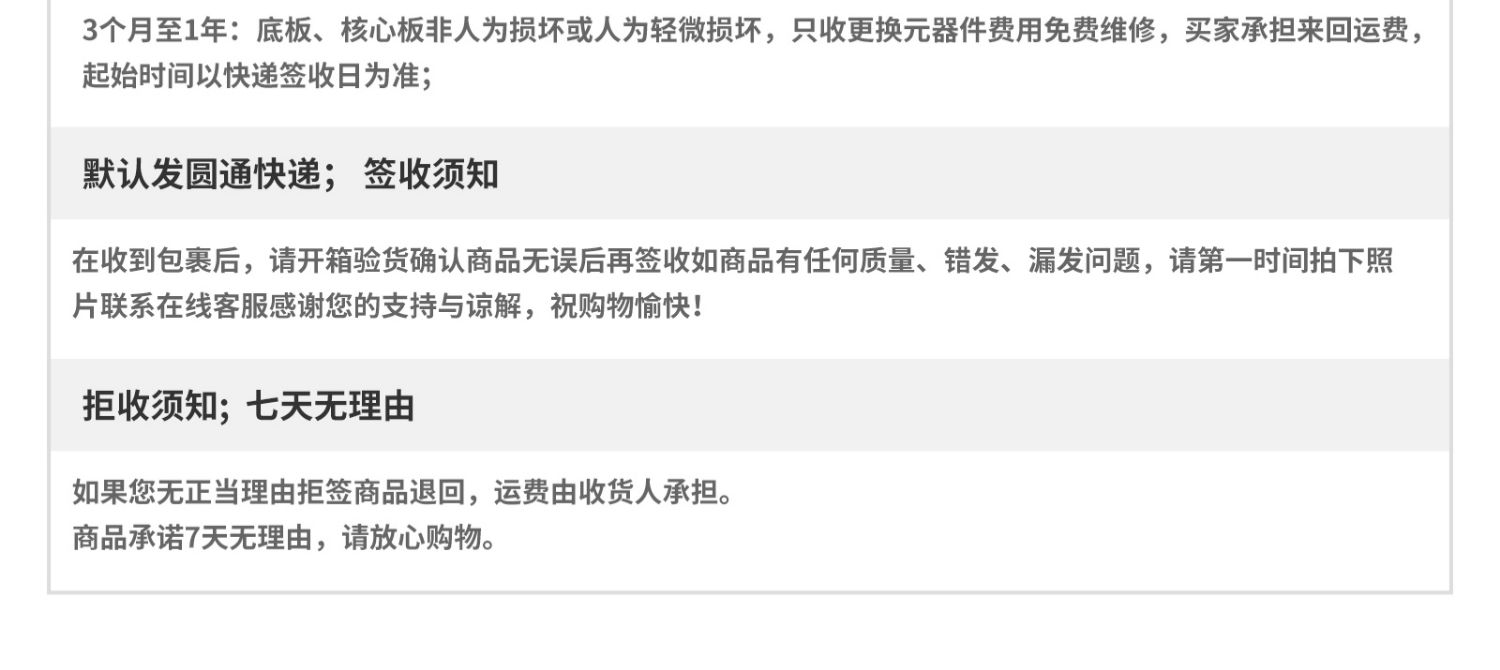 3个月至1年：底板、核心板非人为损坏或人为轻微损坏，只收更换元器件费用免费维修，买家承担来回运费，
起始时间以快递签收日为准；
默认发圆通快递； 签收须知
在收到包裹后，请开箱验货确认商品无误后再签收如商品有任何质量、错发、漏发问题，请第一时间拍下照
片联系在线客服感谢您的支持与谅解，祝购物愉快！
拒收须知; 七天无理由
如果您无正当理由拒签商品退回，运费由收货人承担。
商品承诺7天无理由，请放心购物。